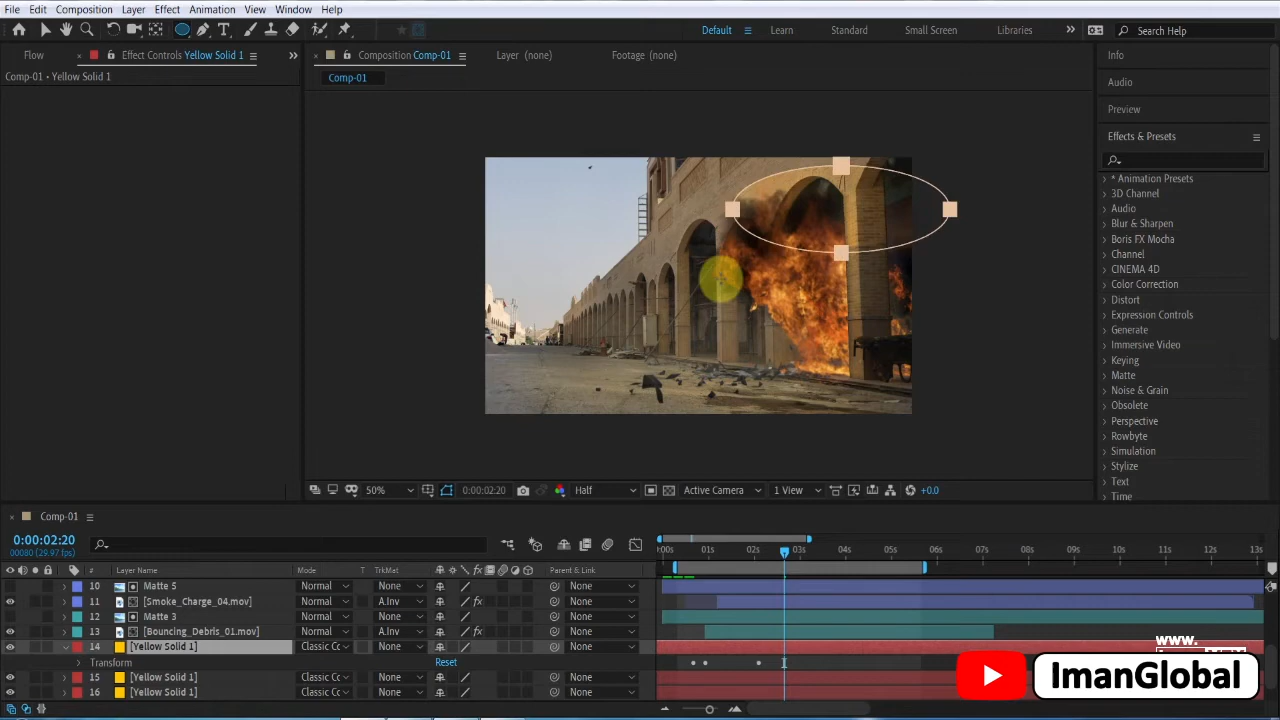 File Edit Composition Layer Effect Animation View Window Help
Default Learn Standard Small Screen Libraries Search Help
Flow Effect Controls Yellow Solid 1 Composition Comp-01 Layer (none) Footage (none) Info
Comp-01 • Yellow Solid 1 Comp-01
Audio
Preview
Effects & Presets
* Animation Presets
3D Channel
Audio
Blur & Sharpen
Boris FX Mocha
Channel
CINEMA 4D
Color Correction
Distort
Expression Controls
Generate
Immersive Video
Keying
Matte
Noise & Grain
Obsolete
Perspective
Rowbyte
Simulation
Stylize
Text
Time
50% 0:00:02:20 Half Active Camera 1 View +0.0
Comp-01
0:00:02:20
00080 (29.97 fps)
:00s 01s 02s 03s 04s 05s 06s 07s 08s 09s 10s 11s 12s 13s
# Layer Name Mode T TrkMat Parent & Link
10 Matte 5 Normal None None
11 [Smoke_Charge_04.mov] Normal A.Inv None
12 Matte 3 Normal None None
13 [Bouncing_Debris_01.mov] Normal A.Inv None
14 [Yellow Solid 1] Classic Cc None None
Transform Reset
15 [Yellow Solid 1] Classic Cc None None
16 [Yellow Solid 1] Classic Cc None None
www.
ImanGlobal